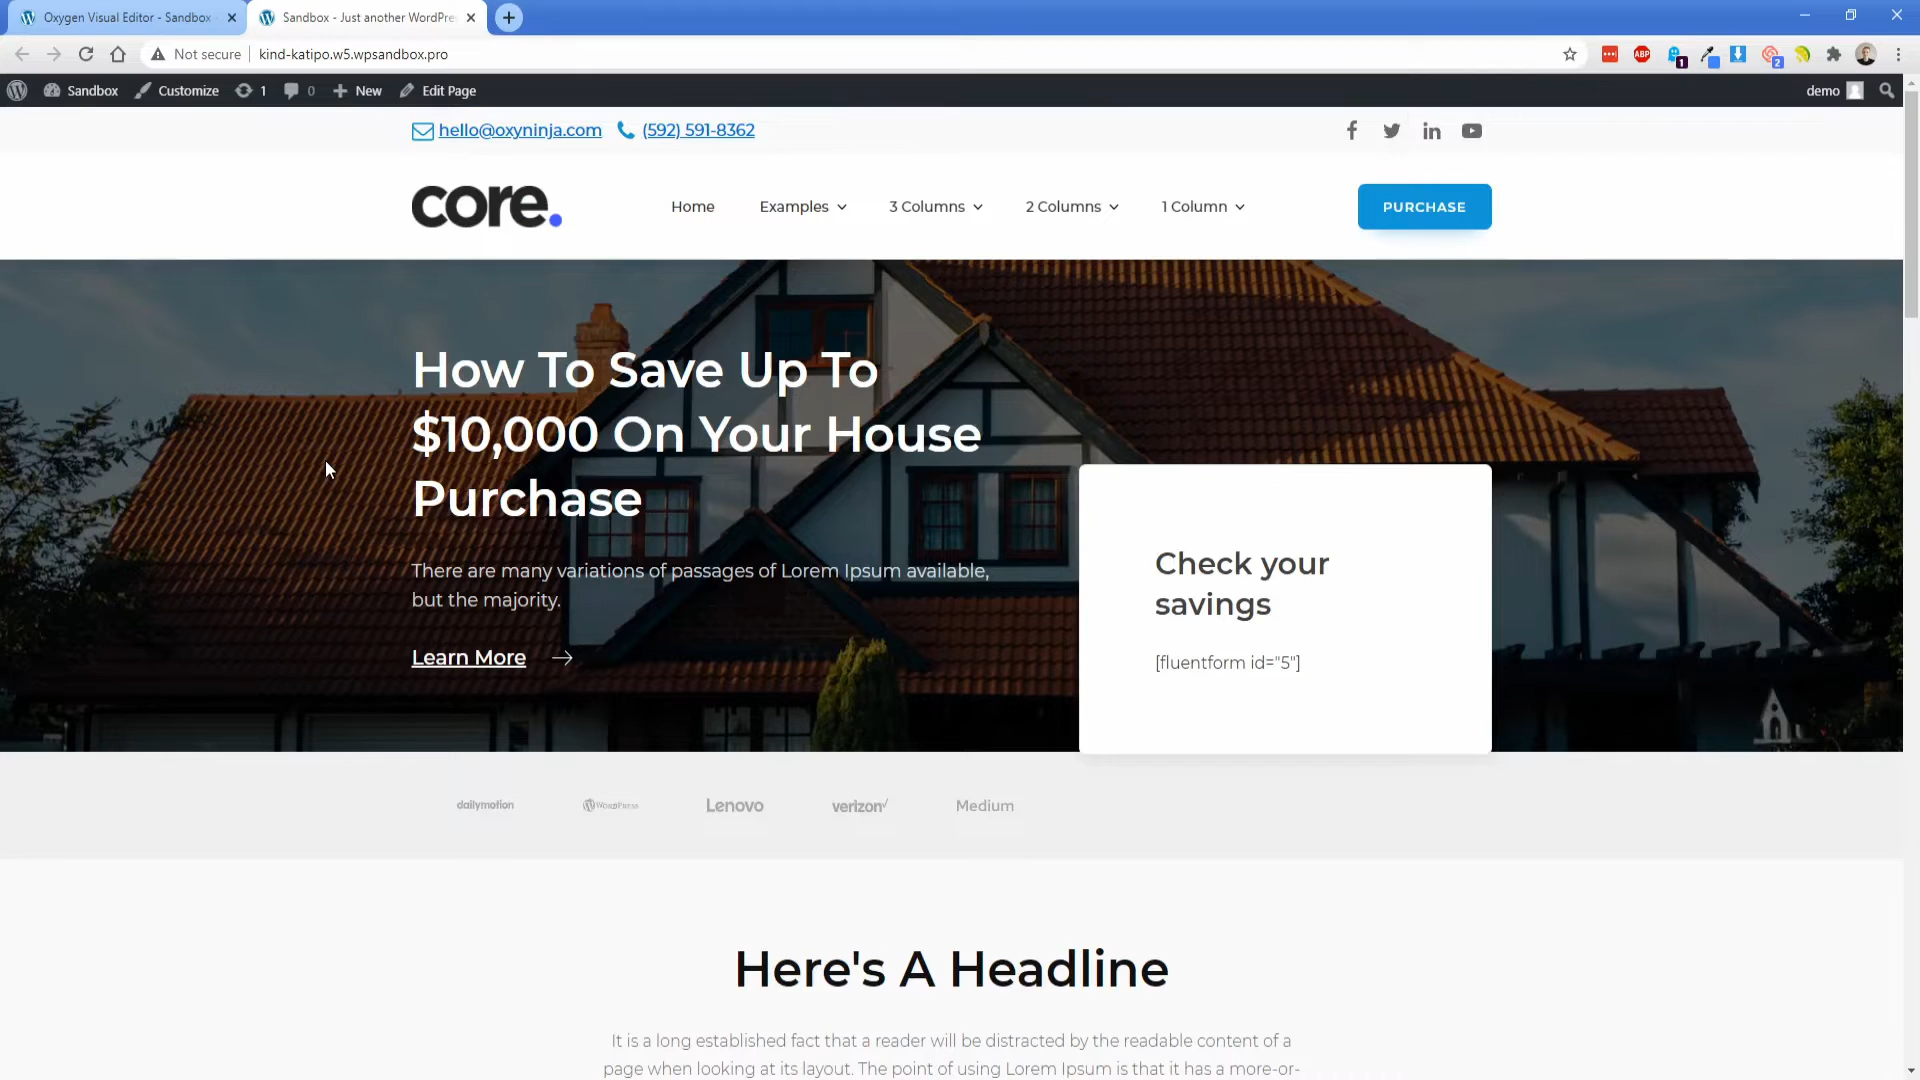 Oxygen Visual Editor - Sandbox
Sandbox - Just another WordPre
Not secure
kind-katipo.w5.wpsandbox.pro
ABP
1
2
Sandbox
Customize
1
0
New
Edit Page
demo
hello@oxyninja.com
(592) 591-8362
core.
Home
Examples
3 Columns
2 Columns
1 Column
PURCHASE
How To Save Up To
$10,000 On Your House
Purchase
There are many variations of passages of Lorem Ipsum available,
but the majority.
Learn More
Check your
savings
[fluentform id="5"]
dailymotion
WORDPRESS
Lenovo
verizon✓
Medium
Here's A Headline
It is a long established fact that a reader will be distracted by the readable content of a
page when looking at its layout. The point of using Lorem Ipsum is that it has a more-or-